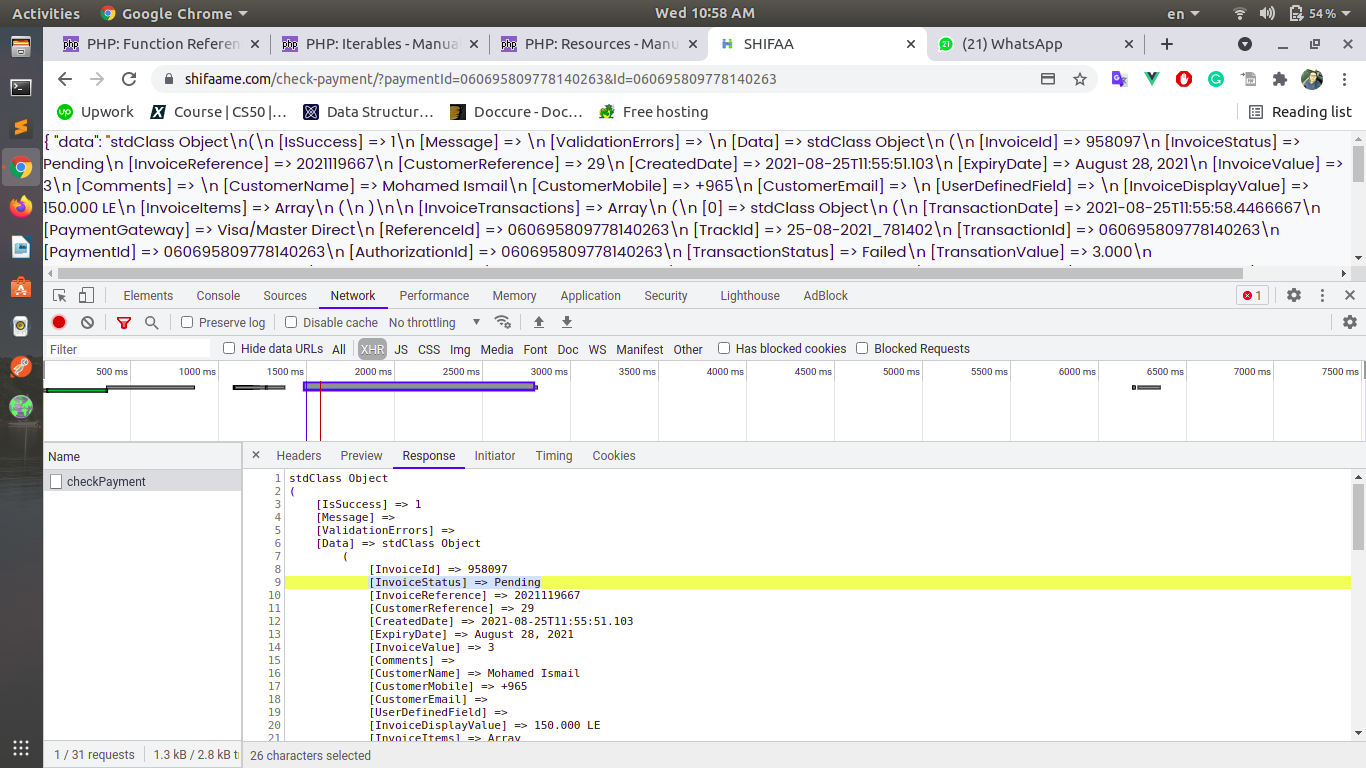 Activities Google Chrome Wed 10:58 AM en 54 %
PHP: Function Referen PHP: Iterables - Manua PHP: Resources - Manu SHIFAA (21) WhatsApp
shifaame.com/check-payment/?paymentId=060695809778140263&Id=060695809778140263
Upwork Course | CS50 |… Data Structur… Doccure - Doc… Free hosting Reading list
{ "data": "stdClass Object\n(\n [IsSuccess] => 1\n [Message] => \n [ValidationErrors] => \n [Data] => stdClass Object\n (\n [InvoiceId] => 958097\n [InvoiceStatus] =>
Pending\n [InvoiceReference] => 2021119667\n [CustomerReference] => 29\n [CreatedDate] => 2021-08-25T11:55:51.103\n [ExpiryDate] => August 28, 2021\n [InvoiceValue] =>
3\n [Comments] => \n [CustomerName] => Mohamed Ismail\n [CustomerMobile] => +965\n [CustomerEmail] => \n [UserDefinedField] => \n [InvoiceDisplayValue] =>
150.000 LE\n [InvoiceItems] => Array\n (\n )\n\n [InvoiceTransactions] => Array\n (\n [0] => stdClass Object\n (\n [TransactionDate] => 2021-08-25T11:55:58.4466667\n
[PaymentGateway] => Visa/Master Direct\n [ReferenceId] => 060695809778140263\n [TrackId] => 25-08-2021_781402\n [TransactionId] => 060695809778140263\n
[PaymentId] => 060695809778140263\n [AuthorizationId] => 060695809778140263\n [TransactionStatus] => Failed\n [TransationValue] => 3.000\n
Elements Console Sources Network Performance Memory Application Security Lighthouse AdBlock 1
Preserve log Disable cache No throttling
Filter Hide data URLs All XHR JS CSS Img Media Font Doc WS Manifest Other Has blocked cookies Blocked Requests
500 ms 1000 ms 1500 ms 2000 ms 2500 ms 3000 ms 3500 ms 4000 ms 4500 ms 5000 ms 5500 ms 6000 ms 6500 ms 7000 ms 7500 ms
Name Headers Preview Response Initiator Timing Cookies
checkPayment
1 stdClass Object
2 (
3 [IsSuccess] => 1
4 [Message] =>
5 [ValidationErrors] =>
6 [Data] => stdClass Object
7 (
8 [InvoiceId] => 958097
9 [InvoiceStatus] => Pending
10 [InvoiceReference] => 2021119667
11 [CustomerReference] => 29
12 [CreatedDate] => 2021-08-25T11:55:51.103
13 [ExpiryDate] => August 28, 2021
14 [InvoiceValue] => 3
15 [Comments] =>
16 [CustomerName] => Mohamed Ismail
17 [CustomerMobile] => +965
18 [CustomerEmail] =>
19 [UserDefinedField] =>
20 [InvoiceDisplayValue] => 150.000 LE
21 [InvoiceItems] => Array
1 / 31 requests 1.3 kB / 2.8 kB tr 26 characters selected